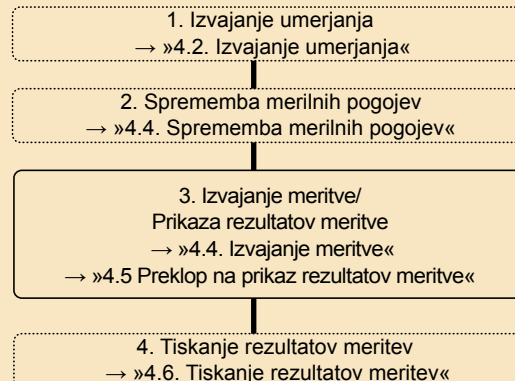 1. Izvajanje umerjanja
→ »4.2. Izvajanje umerjanja«
2. Sprememba merilnih pogojev
→ »4.4. Sprememba merilnih pogojev«
3. Izvajanje meritve/
Prikaza rezultatov meritve
→ »4.4. Izvajanje meritve«
→ »4.5 Preklop na prikaz rezultatov meritve«
4. Tiskanje rezultatov meritev
→ »4.6. Tiskanje rezultatov meritev«